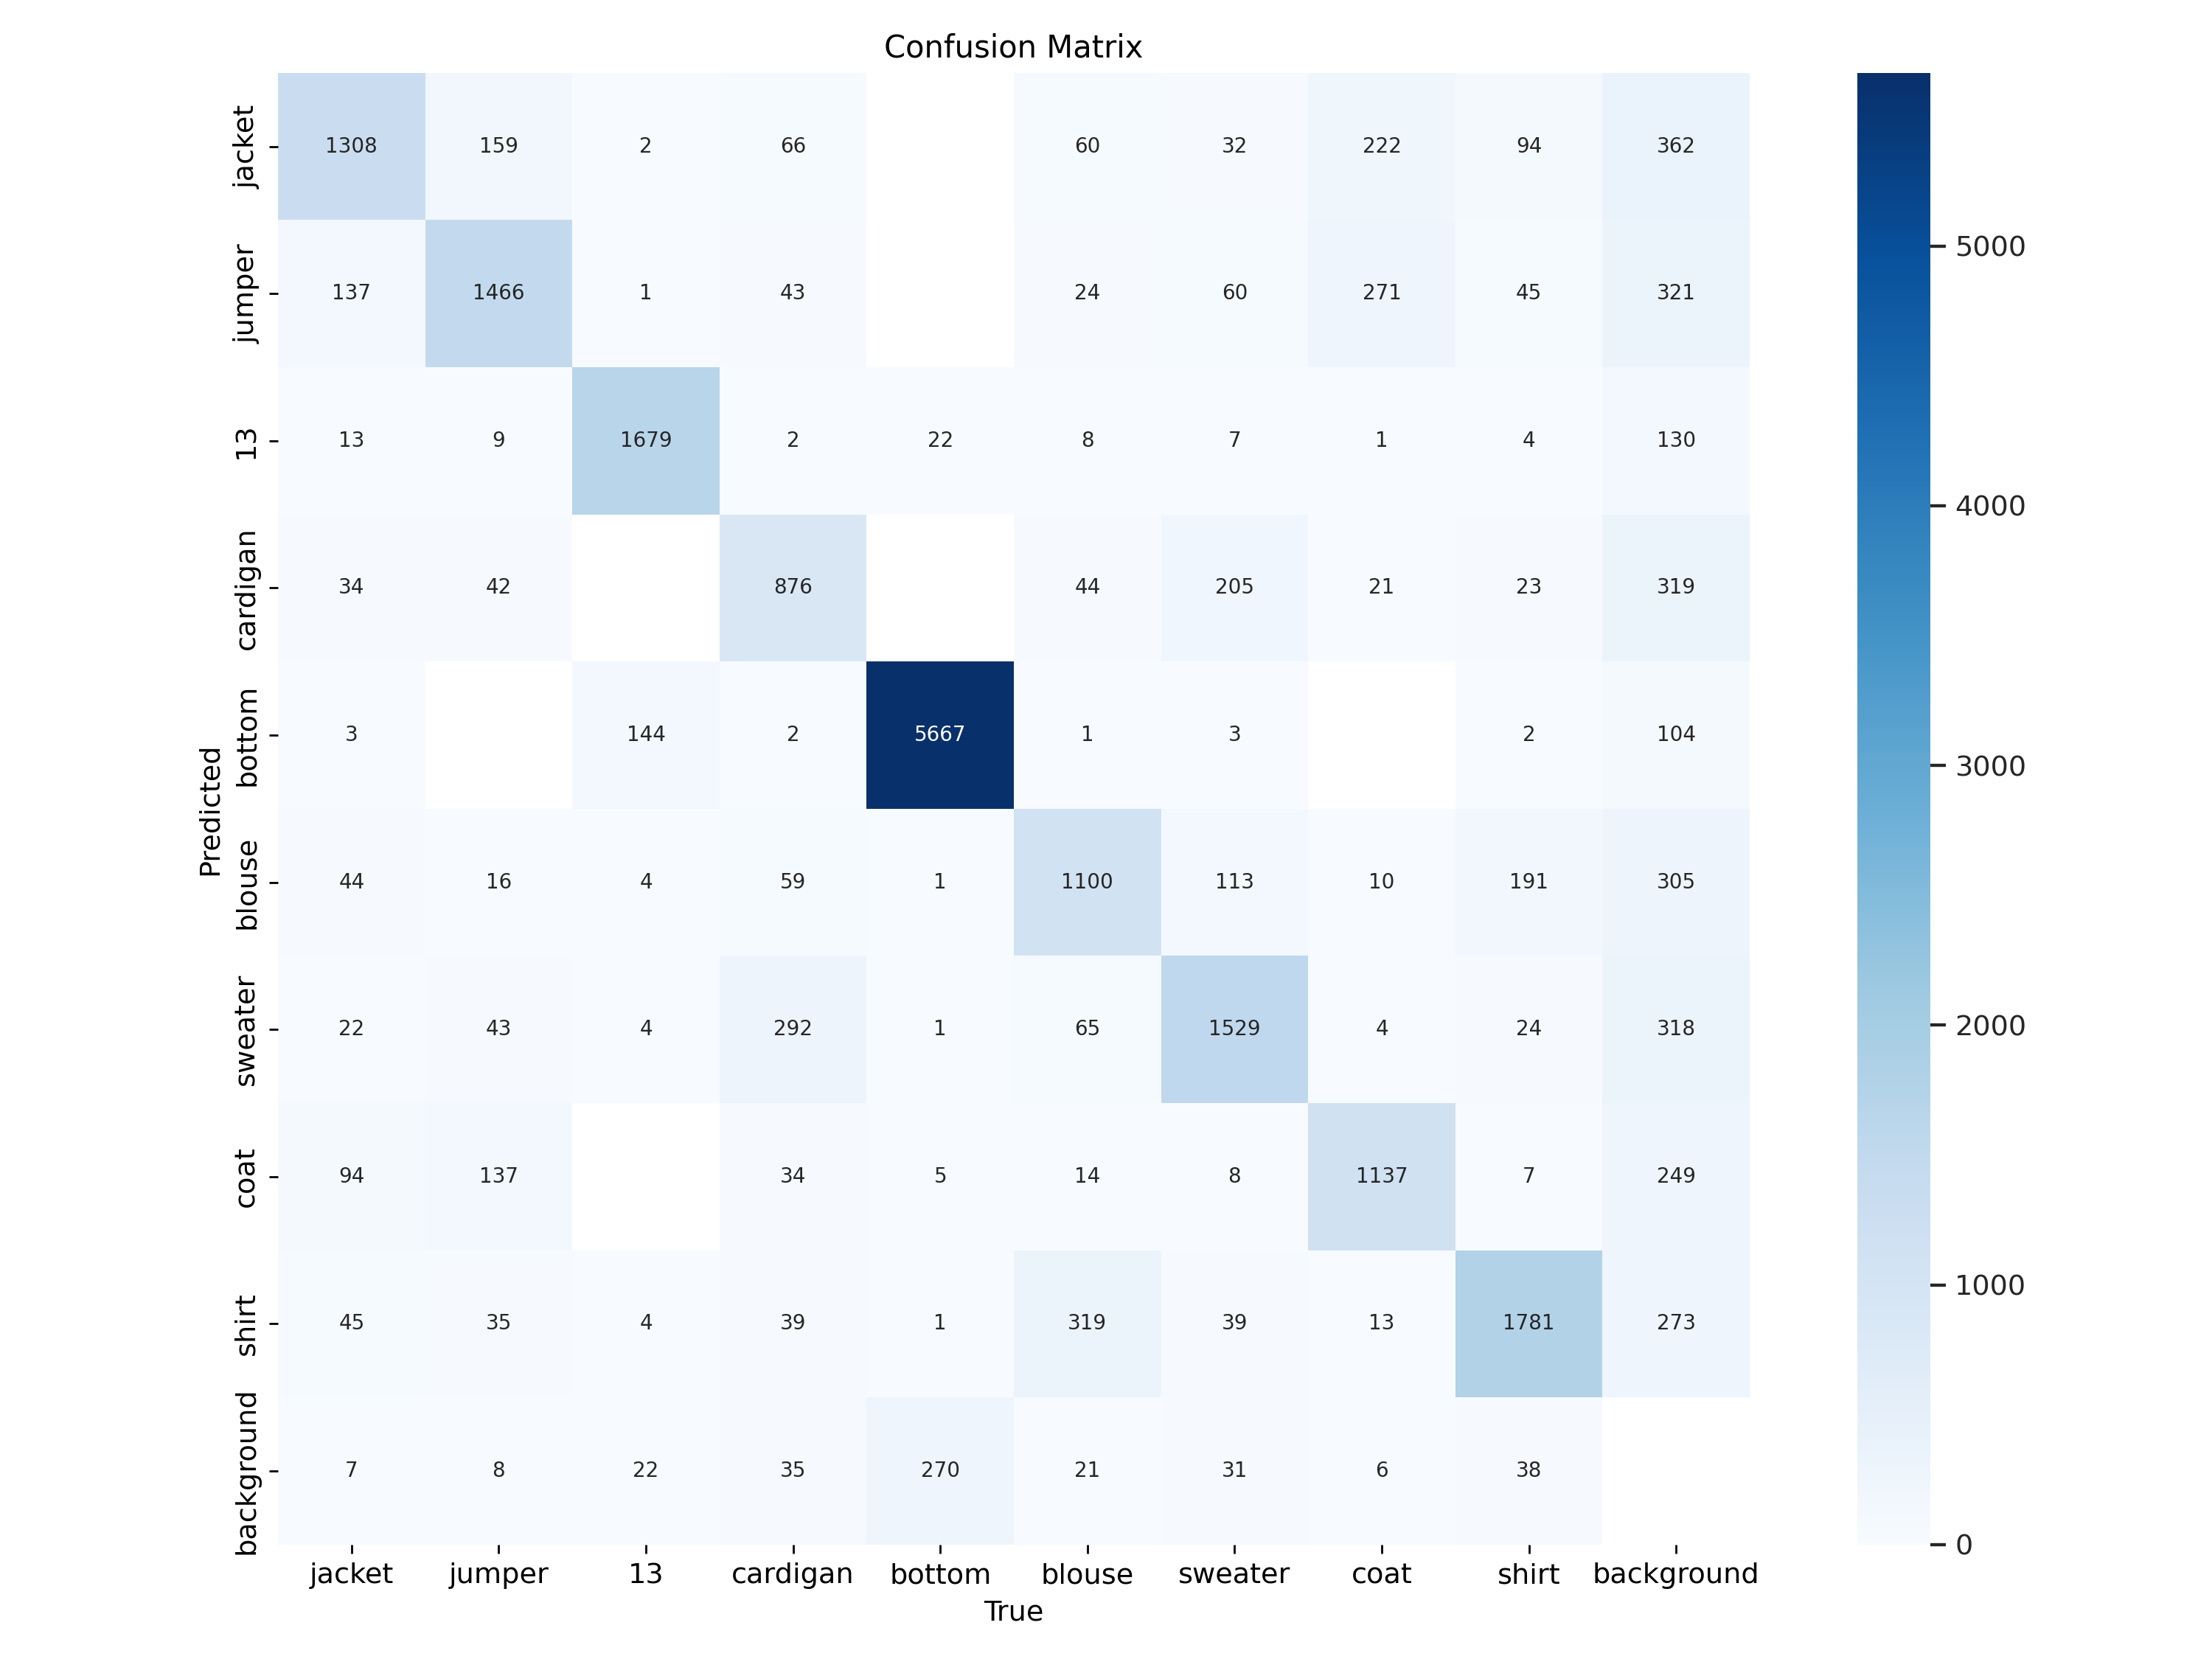 Confusion Matrix
jacket 1308 159 2 66 60 32 222 94 362
jumper 137 1466 1 43 24 60 271 45 321
13 13 9 1679 2 22 8 7 1 4 130
cardigan 34 42 876 44 205 21 23 319
bottom 3 144 2 5667 1 3 2 104
blouse 44 16 4 59 1 1100 113 10 191 305
sweater 22 43 4 292 1 65 1529 4 24 318
coat 94 137 34 5 14 8 1137 7 249
shirt 45 35 4 39 1 319 39 13 1781 273
background 7 8 22 35 270 21 31 6 38
jacket jumper 13 cardigan bottom blouse sweater coat shirt background
True
Predicted
5000
4000
3000
2000
1000
0